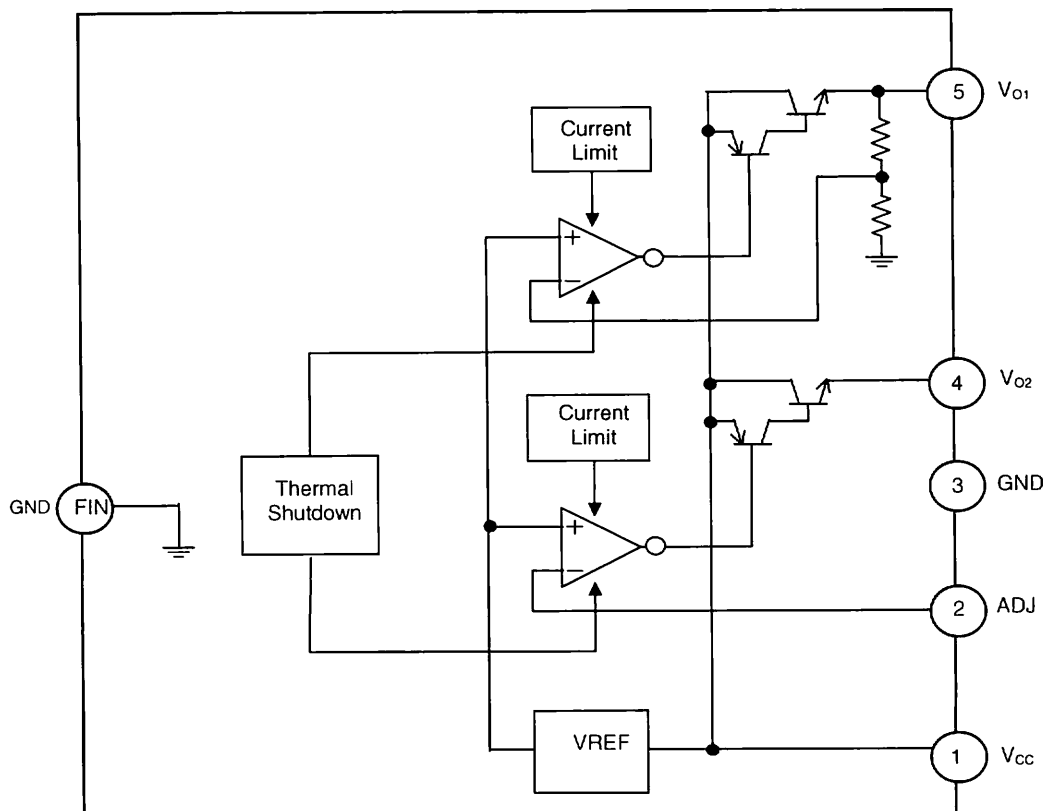 5 VO1
Current
Limit
+
−
4 VO2
Current
Limit
Thermal
Shutdown
GND FIN
3 GND
+
−
2 ADJ
VREF
1 VCC